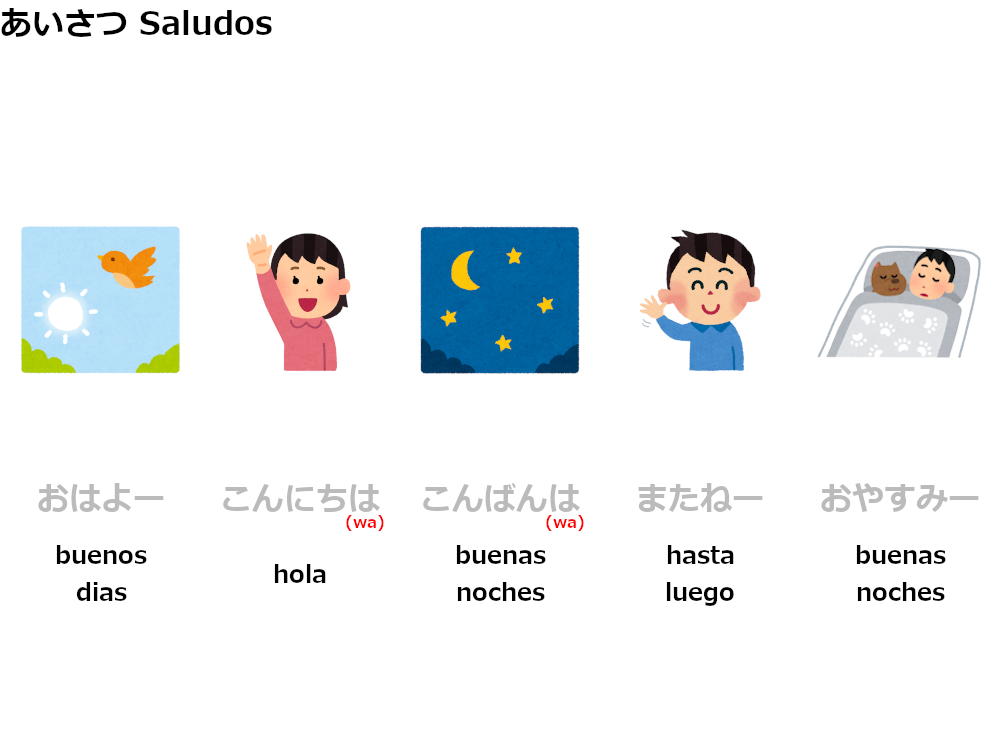 あいさつ Saludos
おはよー
buenos
dias
こんにちは
(wa)
hola
こんばんは
(wa)
buenas
noches
またねー
hasta
luego
おやすみー
buenas
noches